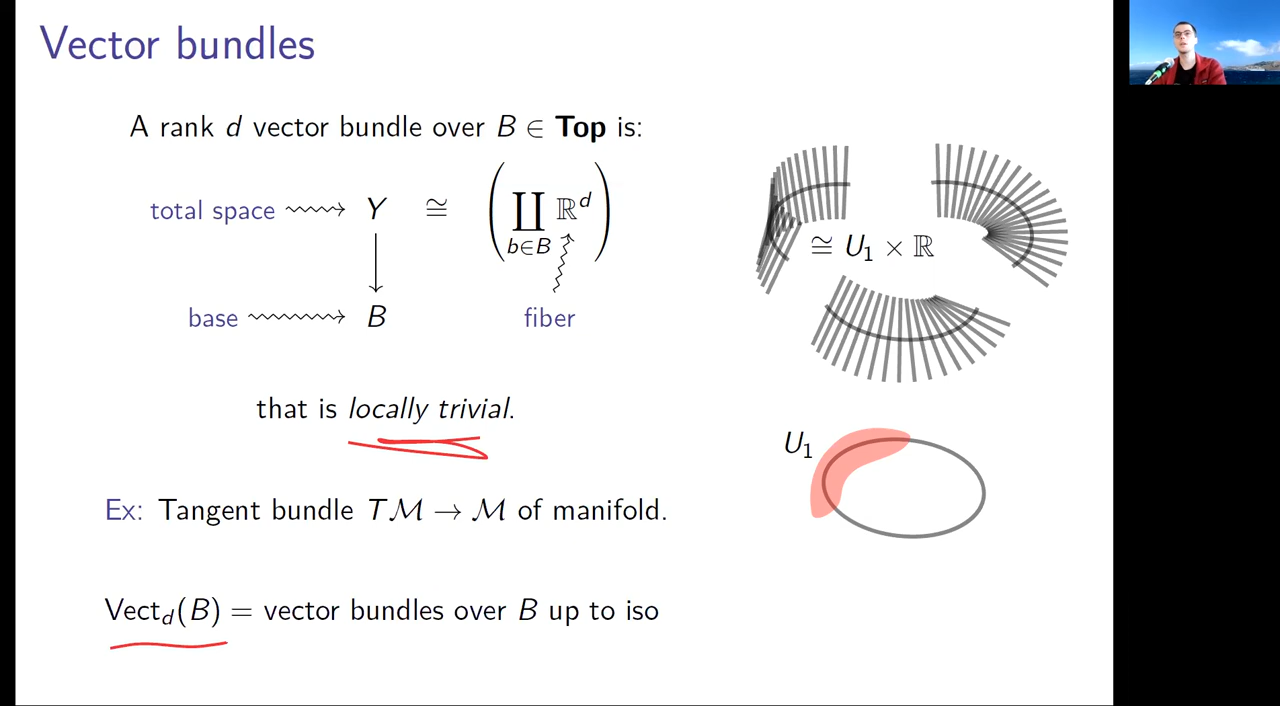 Vector bundles
A rank d vector bundle over B ∈ Top is:
total space Y ≅ (∐ ℝᵈ)
b∈B
base B fiber
≅ U₁ × ℝ
that is locally trivial.
U₁
Ex: Tangent bundle Tℳ → ℳ of manifold.
Vect_d(B) = vector bundles over B up to iso